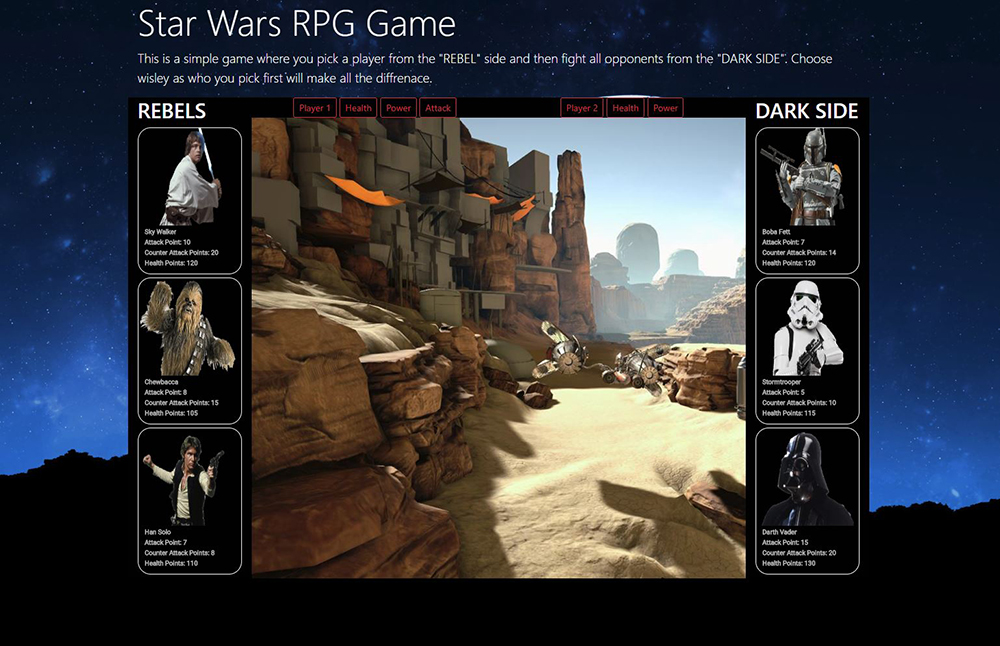 Star Wars RPG Game
This is a simple game where you pick a player from the "REBEL" side and then fight all opponents from the "DARK SIDE". Choose
wisley as who you pick first will make all the diffrenace.
REBELS
Player 1 Health Power Attack
Player 2 Health Power
DARK SIDE
Sky Walker
Attack Point: 10
Counter Attack Points: 20
Health Points: 120
Chewbacca
Attack Point: 8
Counter Attack Points: 15
Health Points: 105
Han Solo
Attack Point: 7
Counter Attack Points: 8
Health Points: 110
Boba Fett
Attack Point: 7
Counter Attack Points: 14
Health Points: 120
Stormtrooper
Attack Point: 5
Counter Attack Points: 10
Health Points: 115
Darth Vader
Attack Point: 15
Counter Attack Points: 20
Health Points: 130